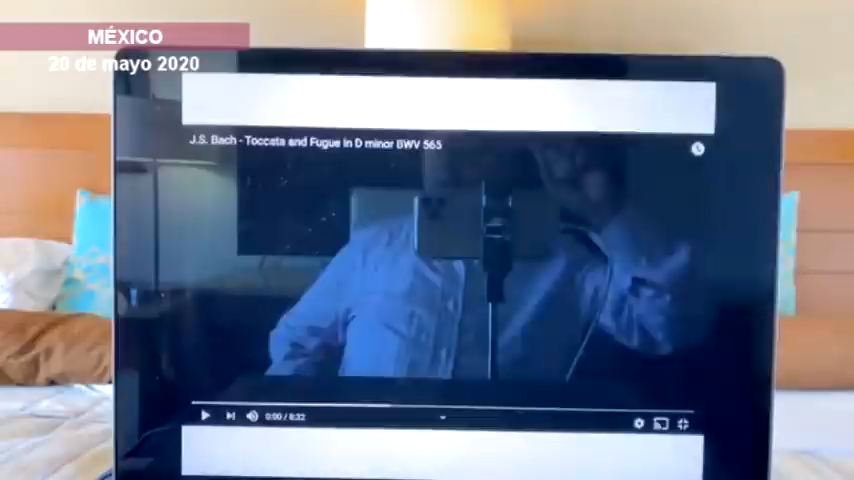 MÉXICO
20 de mayo 2020
J.S. Bach - Toccata and Fugue in D minor BWV 565
0:00 / 8:32